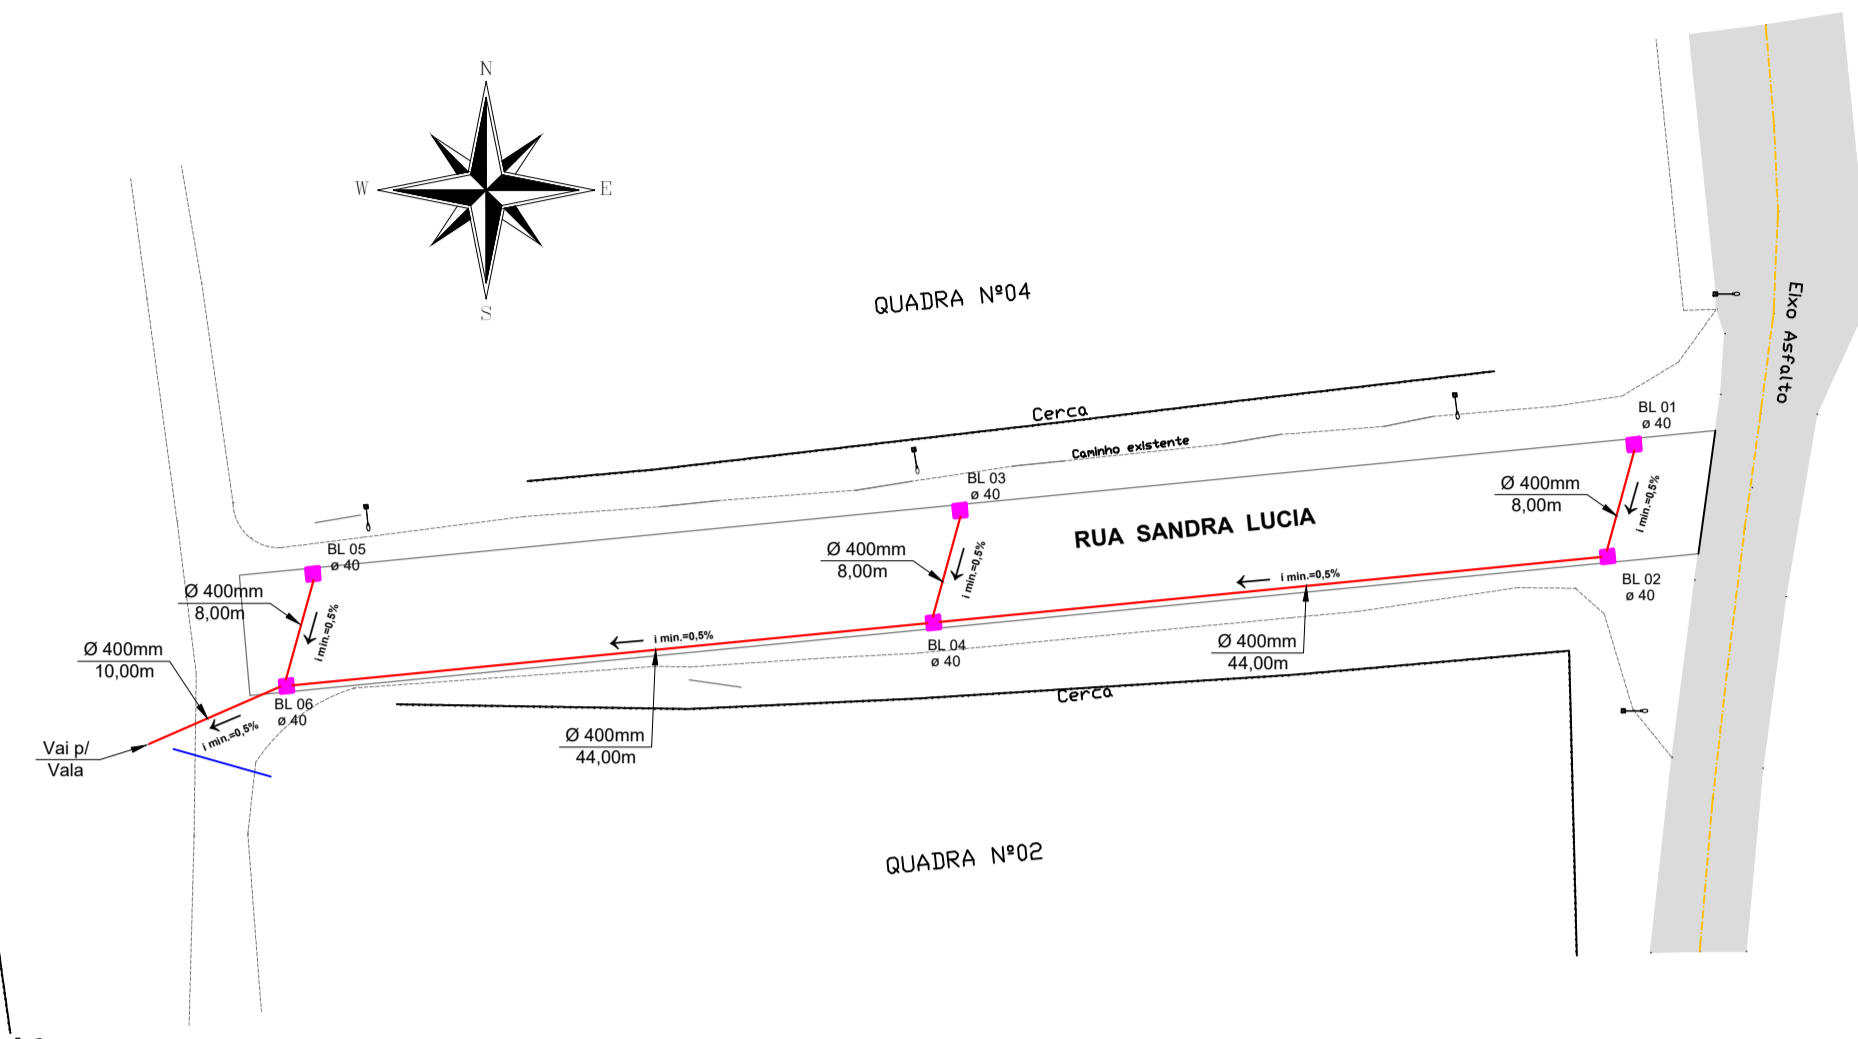 N
W
E
S
QUADRA Nº04
Eixo Asfalto
Cerca
Caminho existente
BL 01
ø 40
BL 03
ø 40
Ø 400mm
8,00m
i min.=0,5%
RUA SANDRA LUCIA
BL 05
ø 40
Ø 400mm
8,00m
i min.=0,5%
Ø 400mm
8,00m
i min.=0,5%
i min.=0,5%
BL 02
ø 40
Ø 400mm
44,00m
i min.=0,5%
BL 04
ø 40
Ø 400mm
10,00m
BL 06
ø 40
i min.=0,5%
Cerca
Ø 400mm
44,00m
Vai p/
Vala
QUADRA Nº02